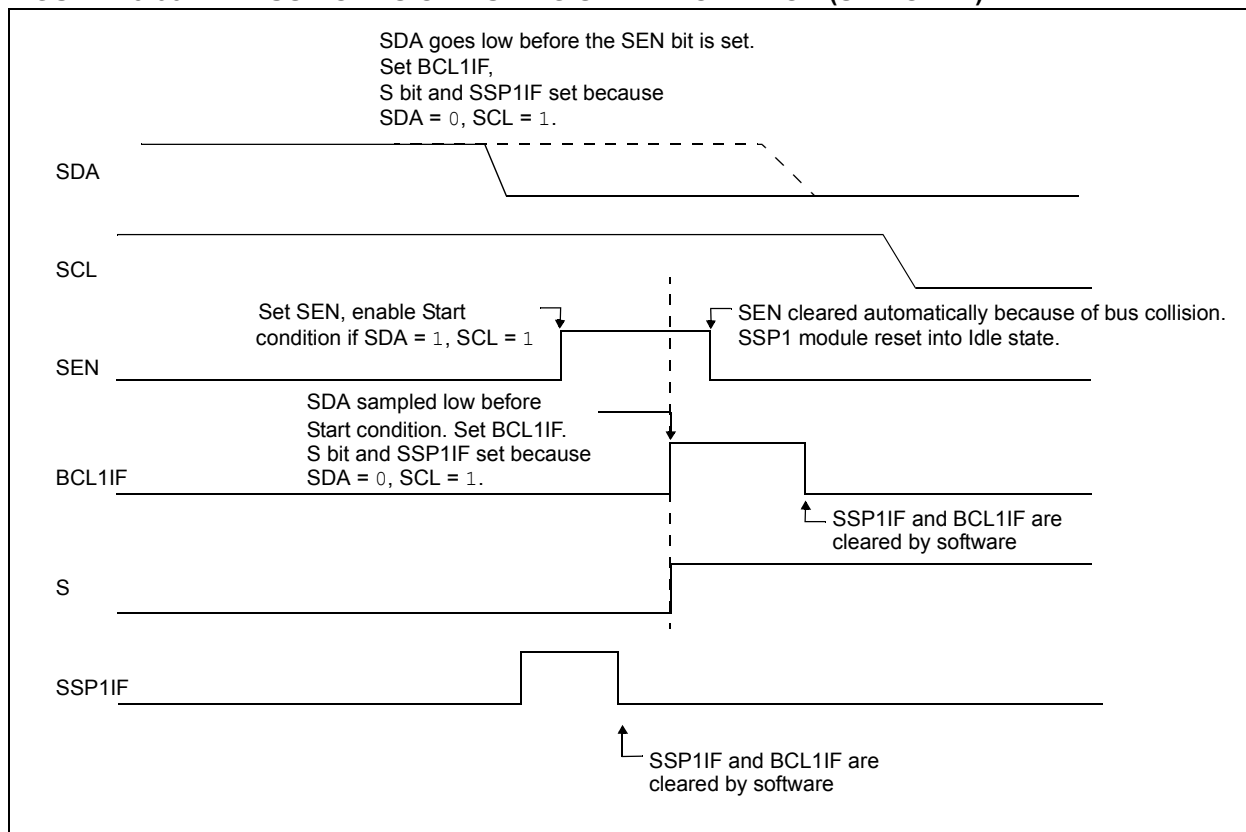 SDA goes low before the SEN bit is set.
Set BCL1IF,
S bit and SSP1IF set because
SDA = 0, SCL = 1.
SDA
SCL
Set SEN, enable Start
condition if SDA = 1, SCL = 1
SEN cleared automatically because of bus collision.
SSP1 module reset into Idle state.
SEN
SDA sampled low before
Start condition. Set BCL1IF.
S bit and SSP1IF set because
SDA = 0, SCL = 1.
BCL1IF
SSP1IF and BCL1IF are
cleared by software
S
SSP1IF
SSP1IF and BCL1IF are
cleared by software